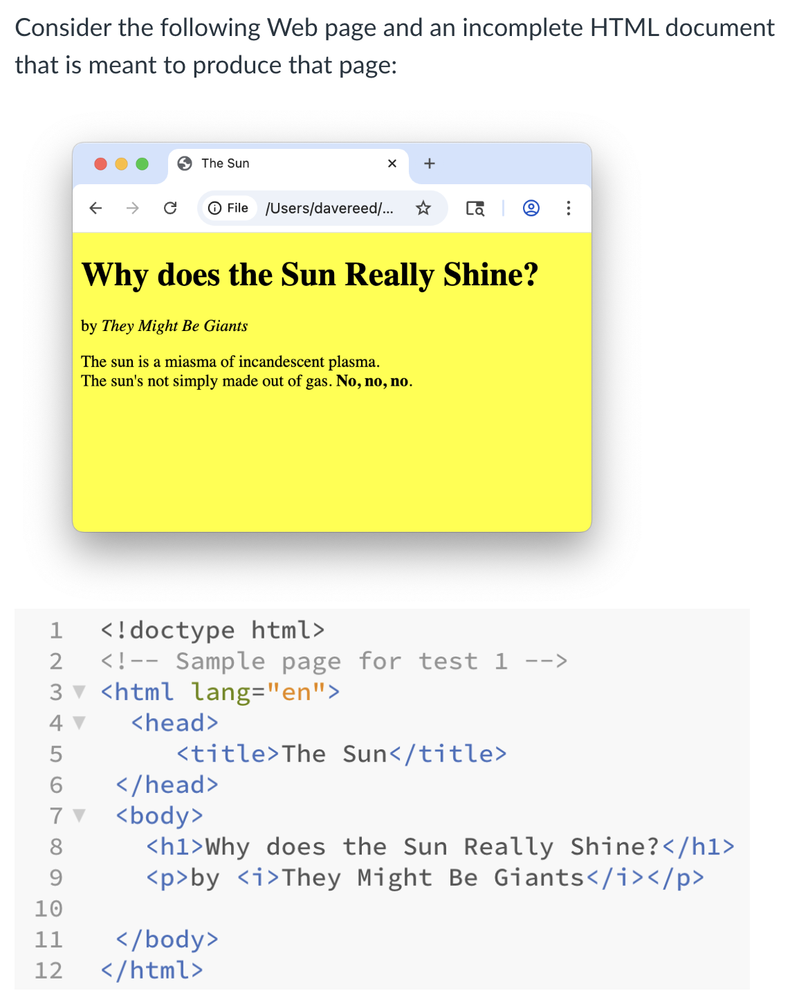 Consider the following Web page and an incomplete HTML document
that is meant to produce that page:
The Sun
File /Users/davereed/...
Why does the Sun Really Shine?
by They Might Be Giants
The sun is a miasma of incandescent plasma.
The sun's not simply made out of gas. No, no, no.
1 <!doctype html>
2 <!-- Sample page for test 1 -->
3 <html lang="en">
4 <head>
5 <title>The Sun</title>
6 </head>
7 <body>
8 <h1>Why does the Sun Really Shine?</h1>
9 <p>by <i>They Might Be Giants</i></p>
10
11 </body>
12 </html>